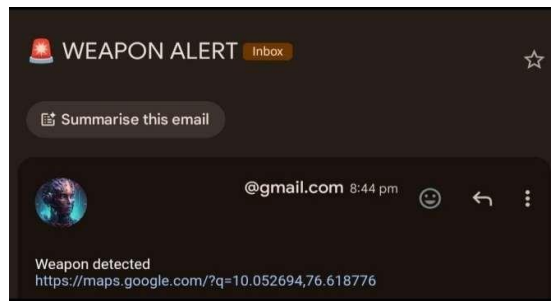 🚨 WEAPON ALERT Inbox
Summarise this email
@gmail.com 8:44 pm
Weapon detected
https://maps.google.com/?q=10.052694,76.618776